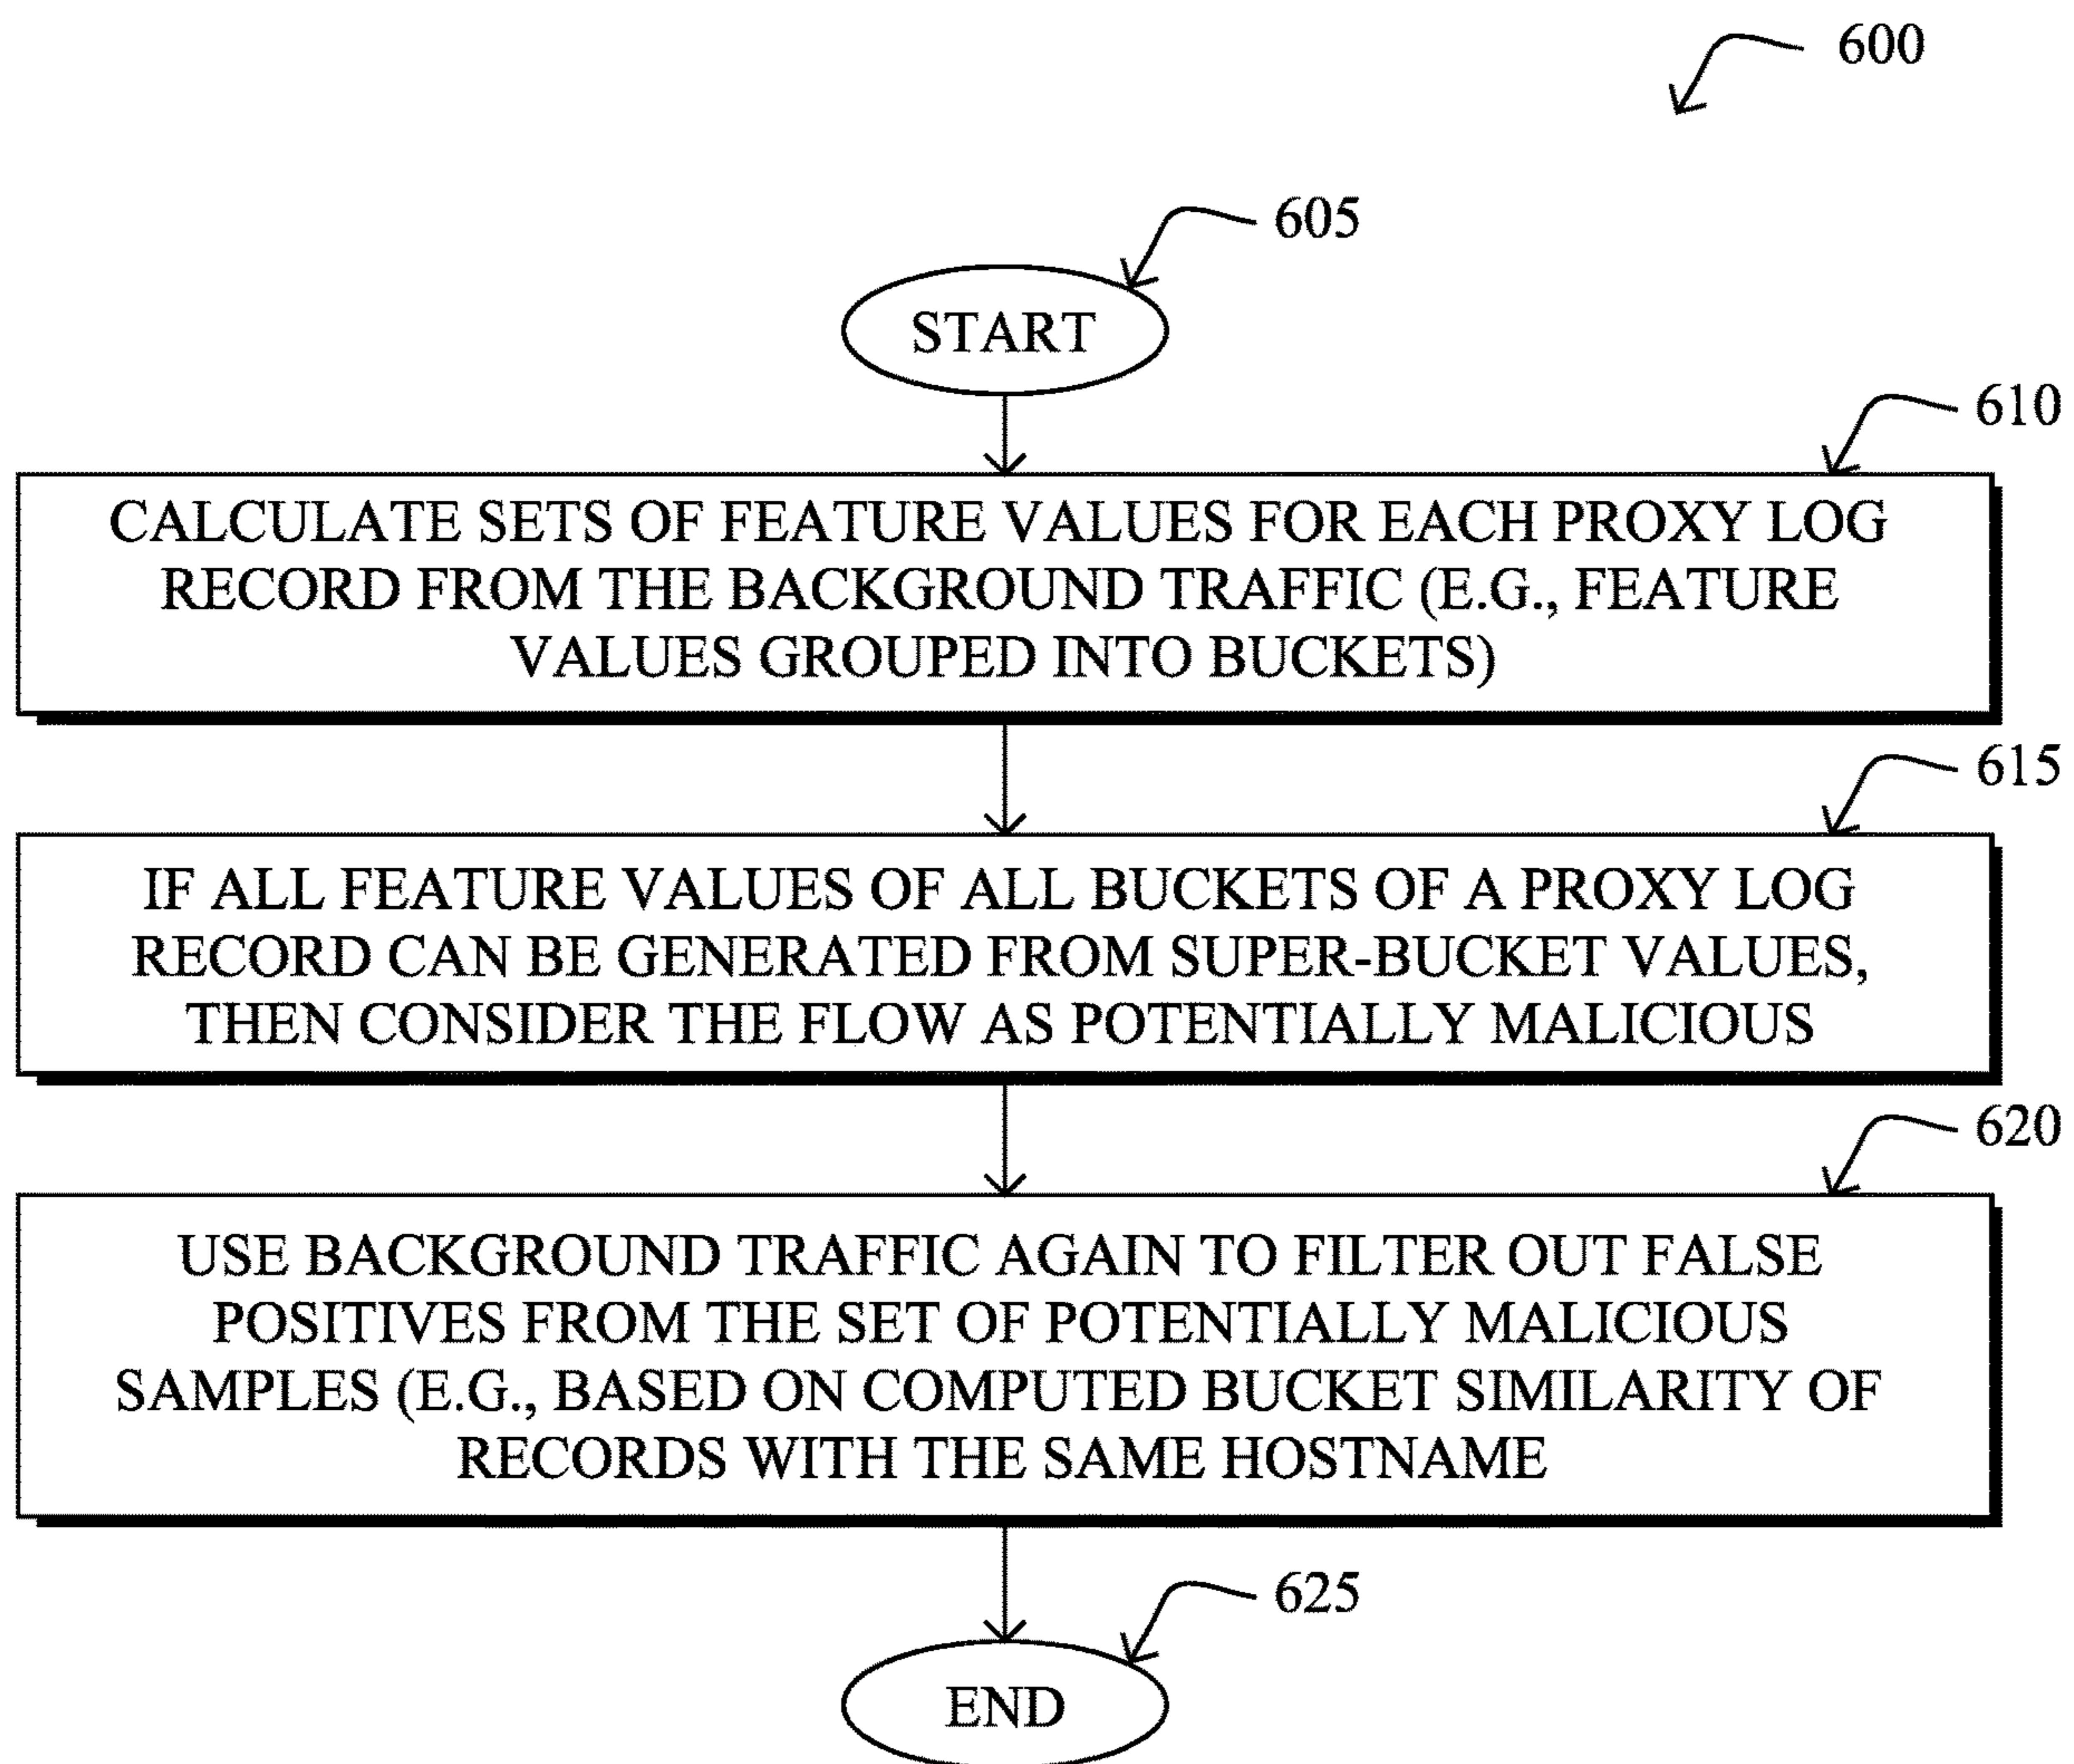 600
605
START
610
CALCULATE SETS OF FEATURE VALUES FOR EACH PROXY LOG
RECORD FROM THE BACKGROUND TRAFFIC (E.G., FEATURE
VALUES GROUPED INTO BUCKETS)
615
IF ALL FEATURE VALUES OF ALL BUCKETS OF A PROXY LOG
RECORD CAN BE GENERATED FROM SUPER-BUCKET VALUES,
THEN CONSIDER THE FLOW AS POTENTIALLY MALICIOUS
620
USE BACKGROUND TRAFFIC AGAIN TO FILTER OUT FALSE
POSITIVES FROM THE SET OF POTENTIALLY MALICIOUS
SAMPLES (E.G., BASED ON COMPUTED BUCKET SIMILARITY OF
RECORDS WITH THE SAME HOSTNAME
625
END